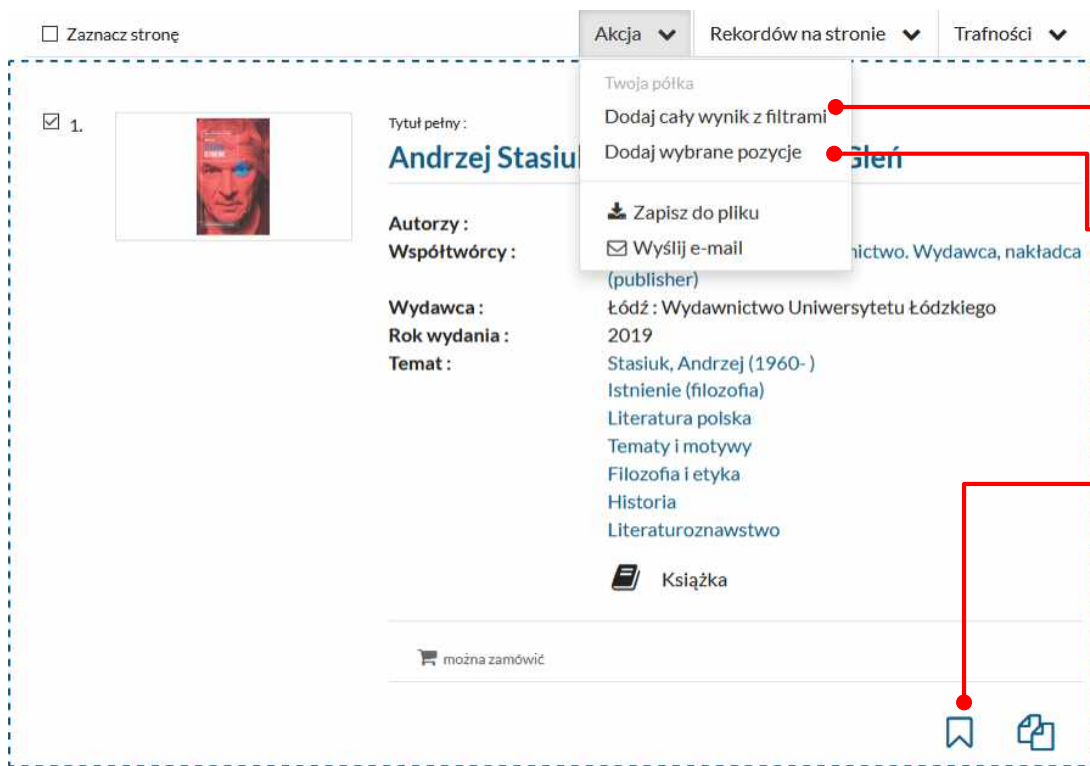 Zaznacz stronę
Akcja Rekordów na stronie Trafności
Twoja półka
Dodaj cały wynik z filtrami
Dodaj wybrane pozycje
Zapisz do pliku
Wyślij e-mail
1.
Tytuł pełny :
Andrzej Gleń
Autorzy :
Współtwórcy : Wydawca, nakładca
(publisher)
Wydawca : Łódź : Wydawnictwo Uniwersytetu Łódzkiego
Rok wydania : 2019
Temat : Stasiuk, Andrzej (1960- )
Istnienie (filozofia)
Literatura polska
Tematy i motywy
Filozofia i etyka
Historia
Literaturoznawstwo
Książka
można zamówić